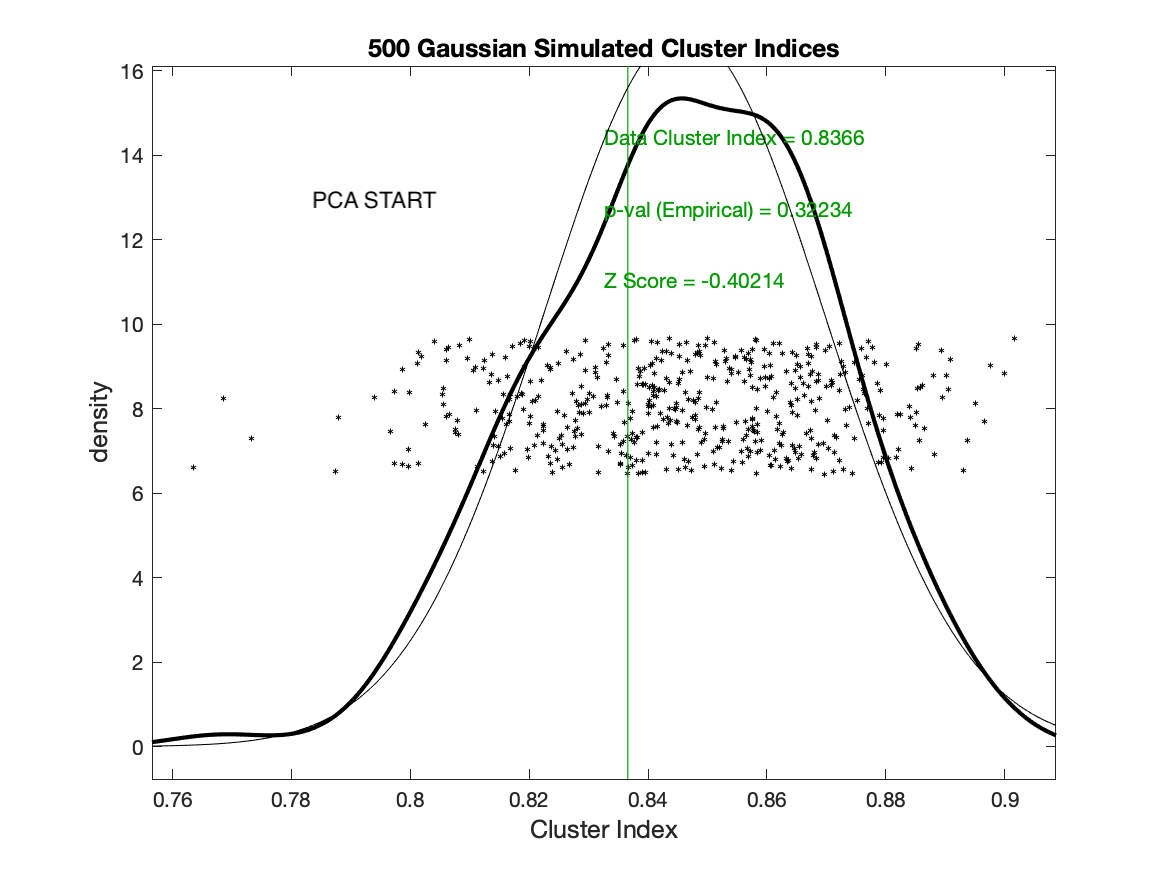 500 Gaussian Simulated Cluster Indices
16
14
12
10
8
6
4
2
0
density
PCA START
Data Cluster Index = 0.8366
p-val (Empirical) = 0.32234
Z Score = -0.40214
0.76 0.78 0.8 0.82 0.84 0.86 0.88 0.9
Cluster Index